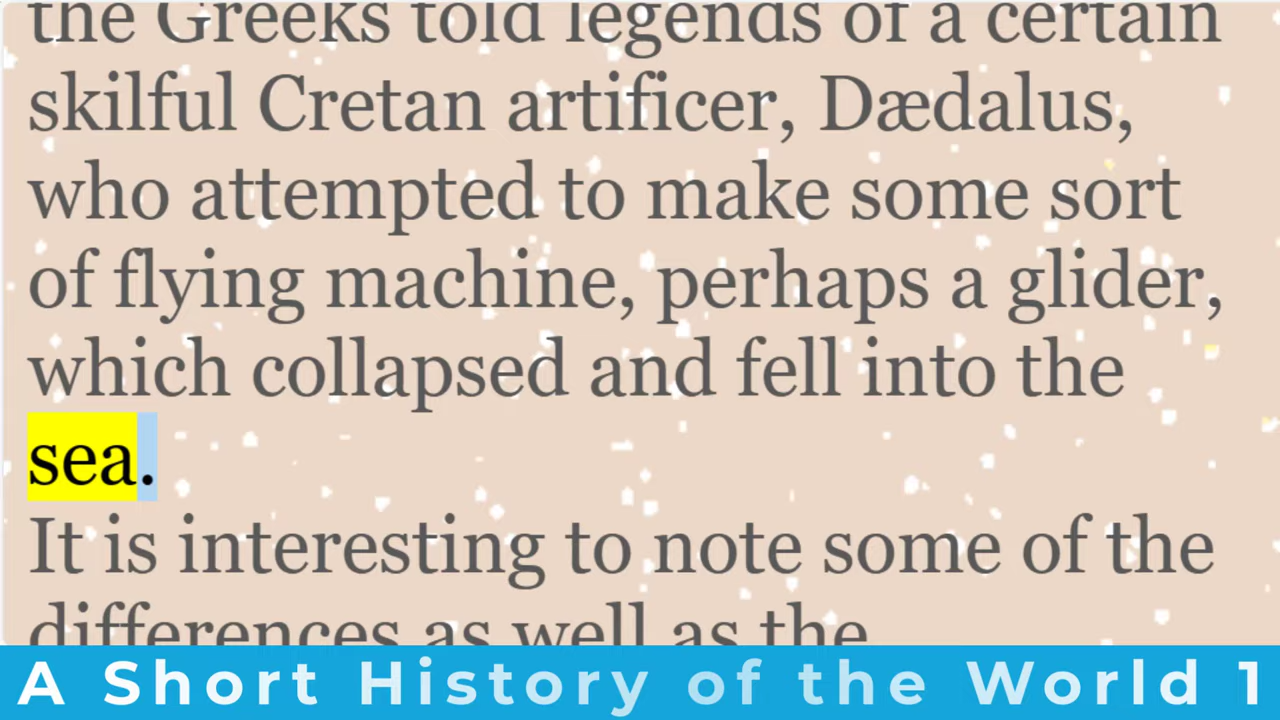 the Greeks told legends of a certain
skilful Cretan artificer, Dædalus,
who attempted to make some sort
of flying machine, perhaps a glider,
which collapsed and fell into the
sea.
It is interesting to note some of the
differences as well as the
A Short History of the World 1